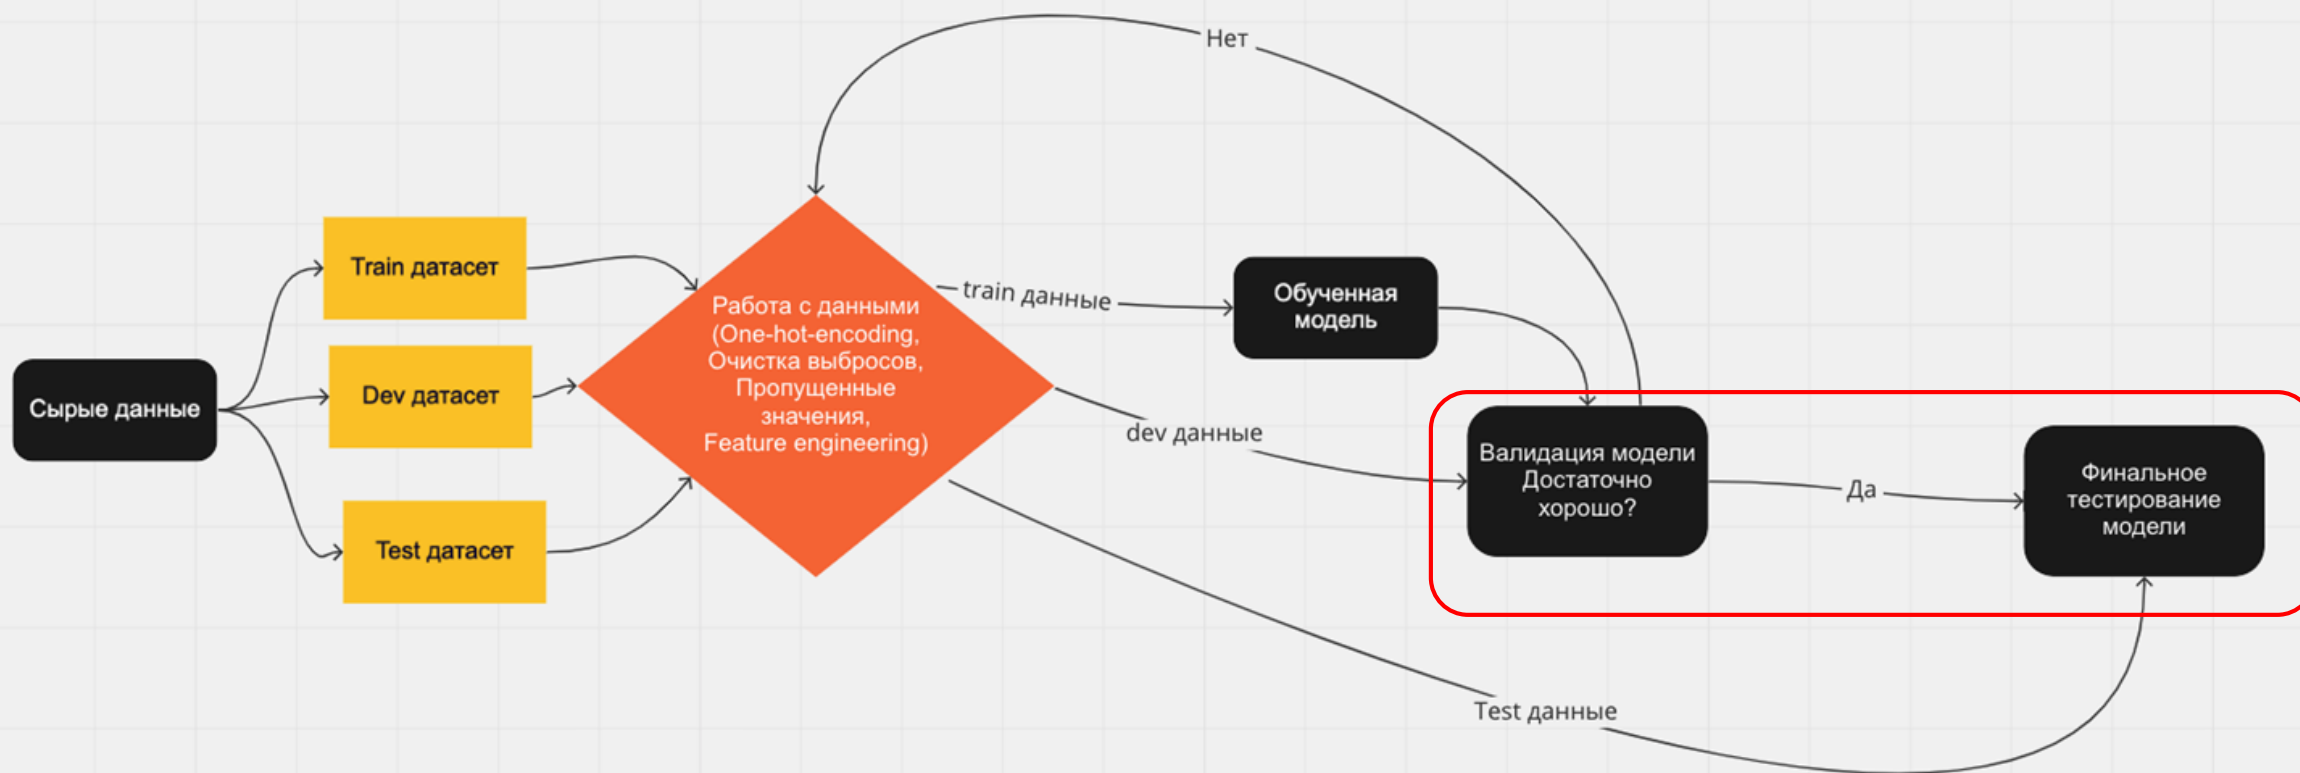 Нет
Train датасет
Dev датасет
Test датасет
Сырые данные
Работа с данными
(One-hot-encoding,
Очистка выбросов,
Пропущенные
значения,
Feature engineering)
train данные
dev данные
Test данные
Обученная
модель
Валидация модели
Достаточно
хорошо?
Да
Финальное
тестирование
модели